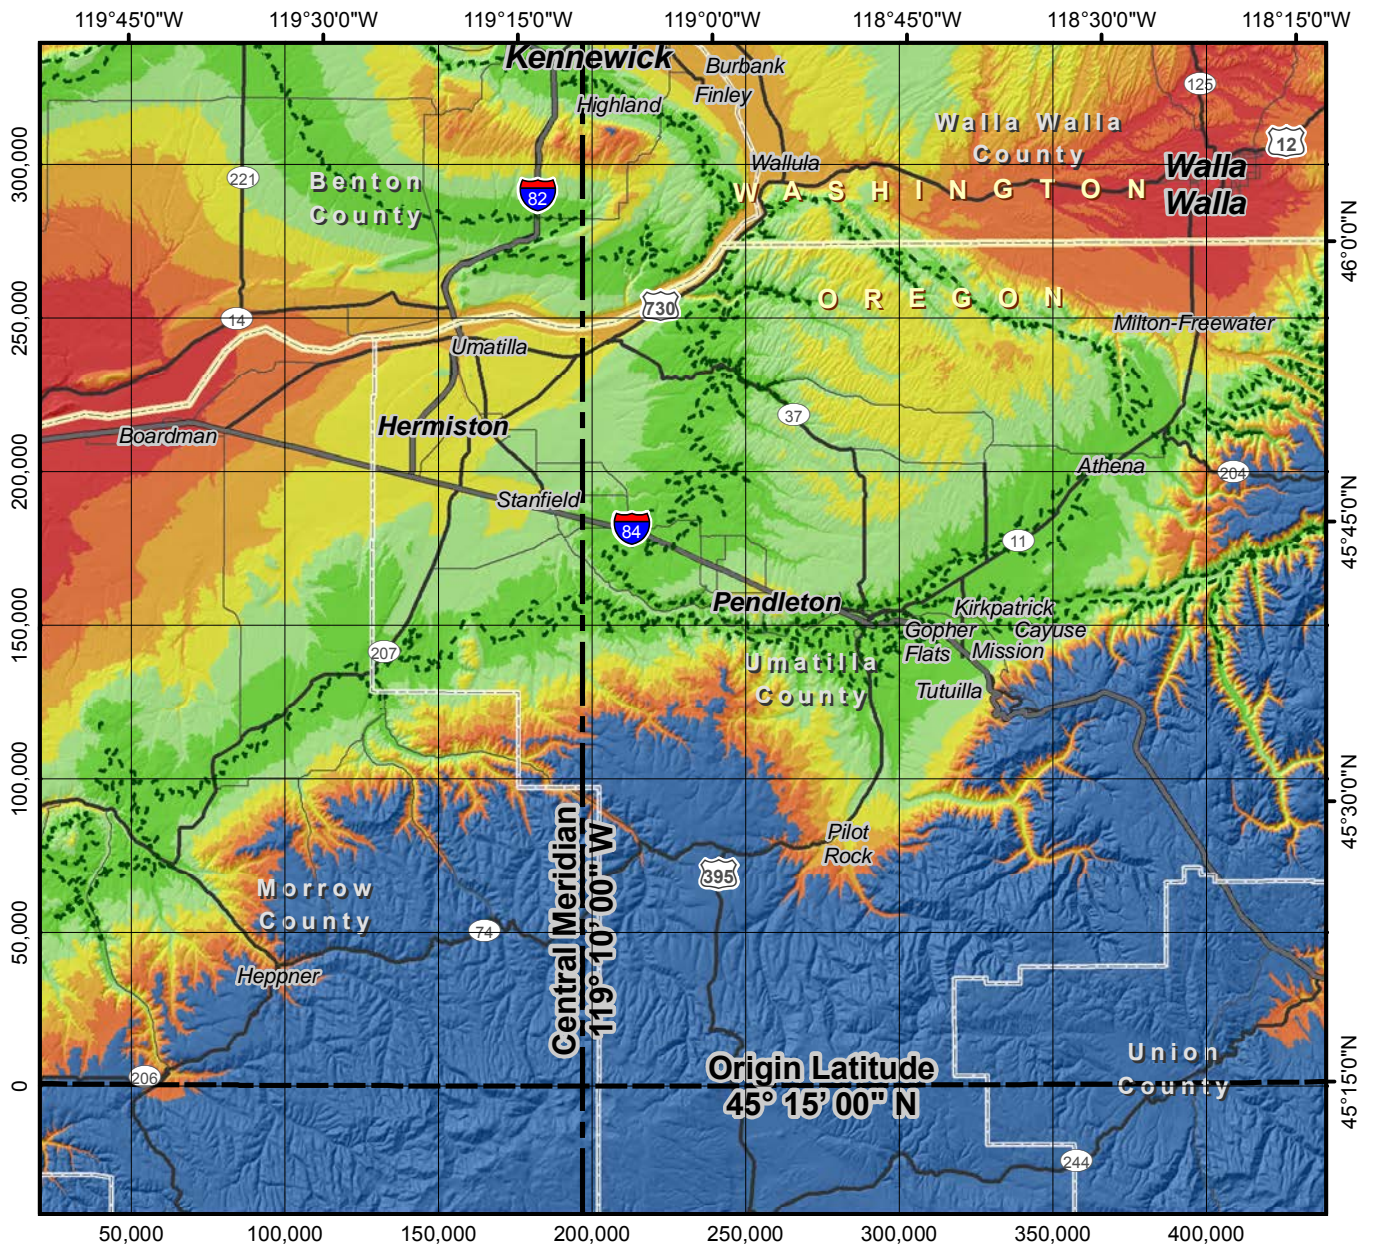 119°45'0"W 119°30'0"W 119°15'0"W 119°0'0"W 118°45'0"W 118°30'0"W 118°15'0"W
Kennewick
Burbank
Finley
Highland
125
12
Walla Walla
County
300,000
Wallula
Walla
Walla
221
Benton
County
82
WASHINGTON
46°0'0"N
OREGON
730
250,000
14
Milton-Freewater
Umatilla
37
Hermiston
Boardman
200,000
Athena
204
Stanfield
84
45°45'0"N
11
Pendleton
Kirkpatrick
150,000
Gopher
Flats
Cayuse
Mission
207
Umatilla
County
Tutuilla
100,000
45°30'0"N
Pilot
Rock
395
Central Meridian
119° 10' 00" W
Morrow
County
50,000
74
Heppner
Union
County
Origin Latitude
45° 15' 00" N
0
206
45°15'0"N
244
50,000 100,000 150,000 200,000 250,000 300,000 350,000 400,000